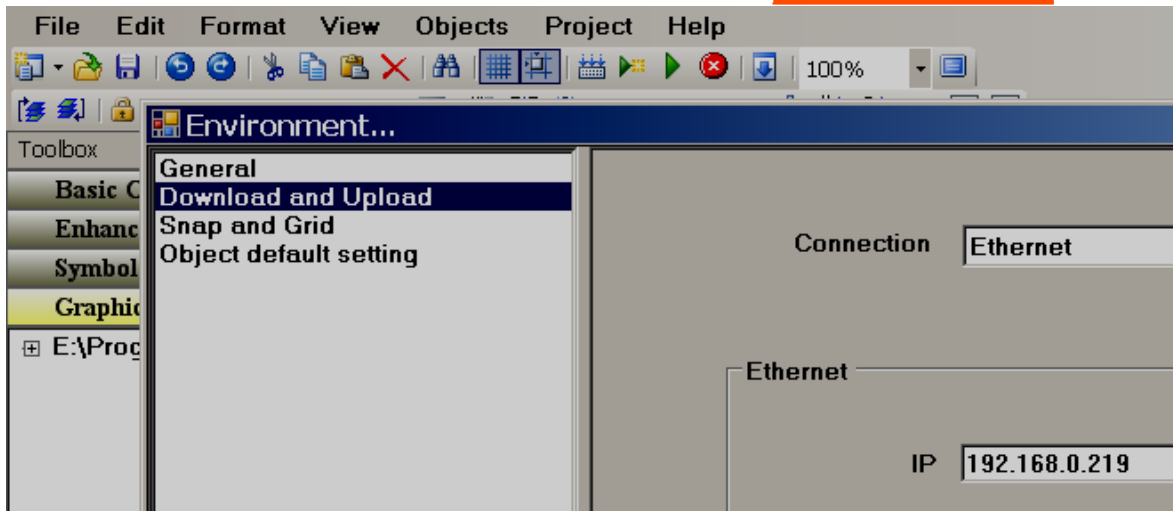 File Edit Format View Objects Project Help
100%
Environment...
Toolbox
General
Basic
Download and Upload
Enhanc
Snap and Grid
Object default setting
Symbol
Graphic
E:\Prog
Connection Ethernet
Ethernet
IP 192.168.0.219